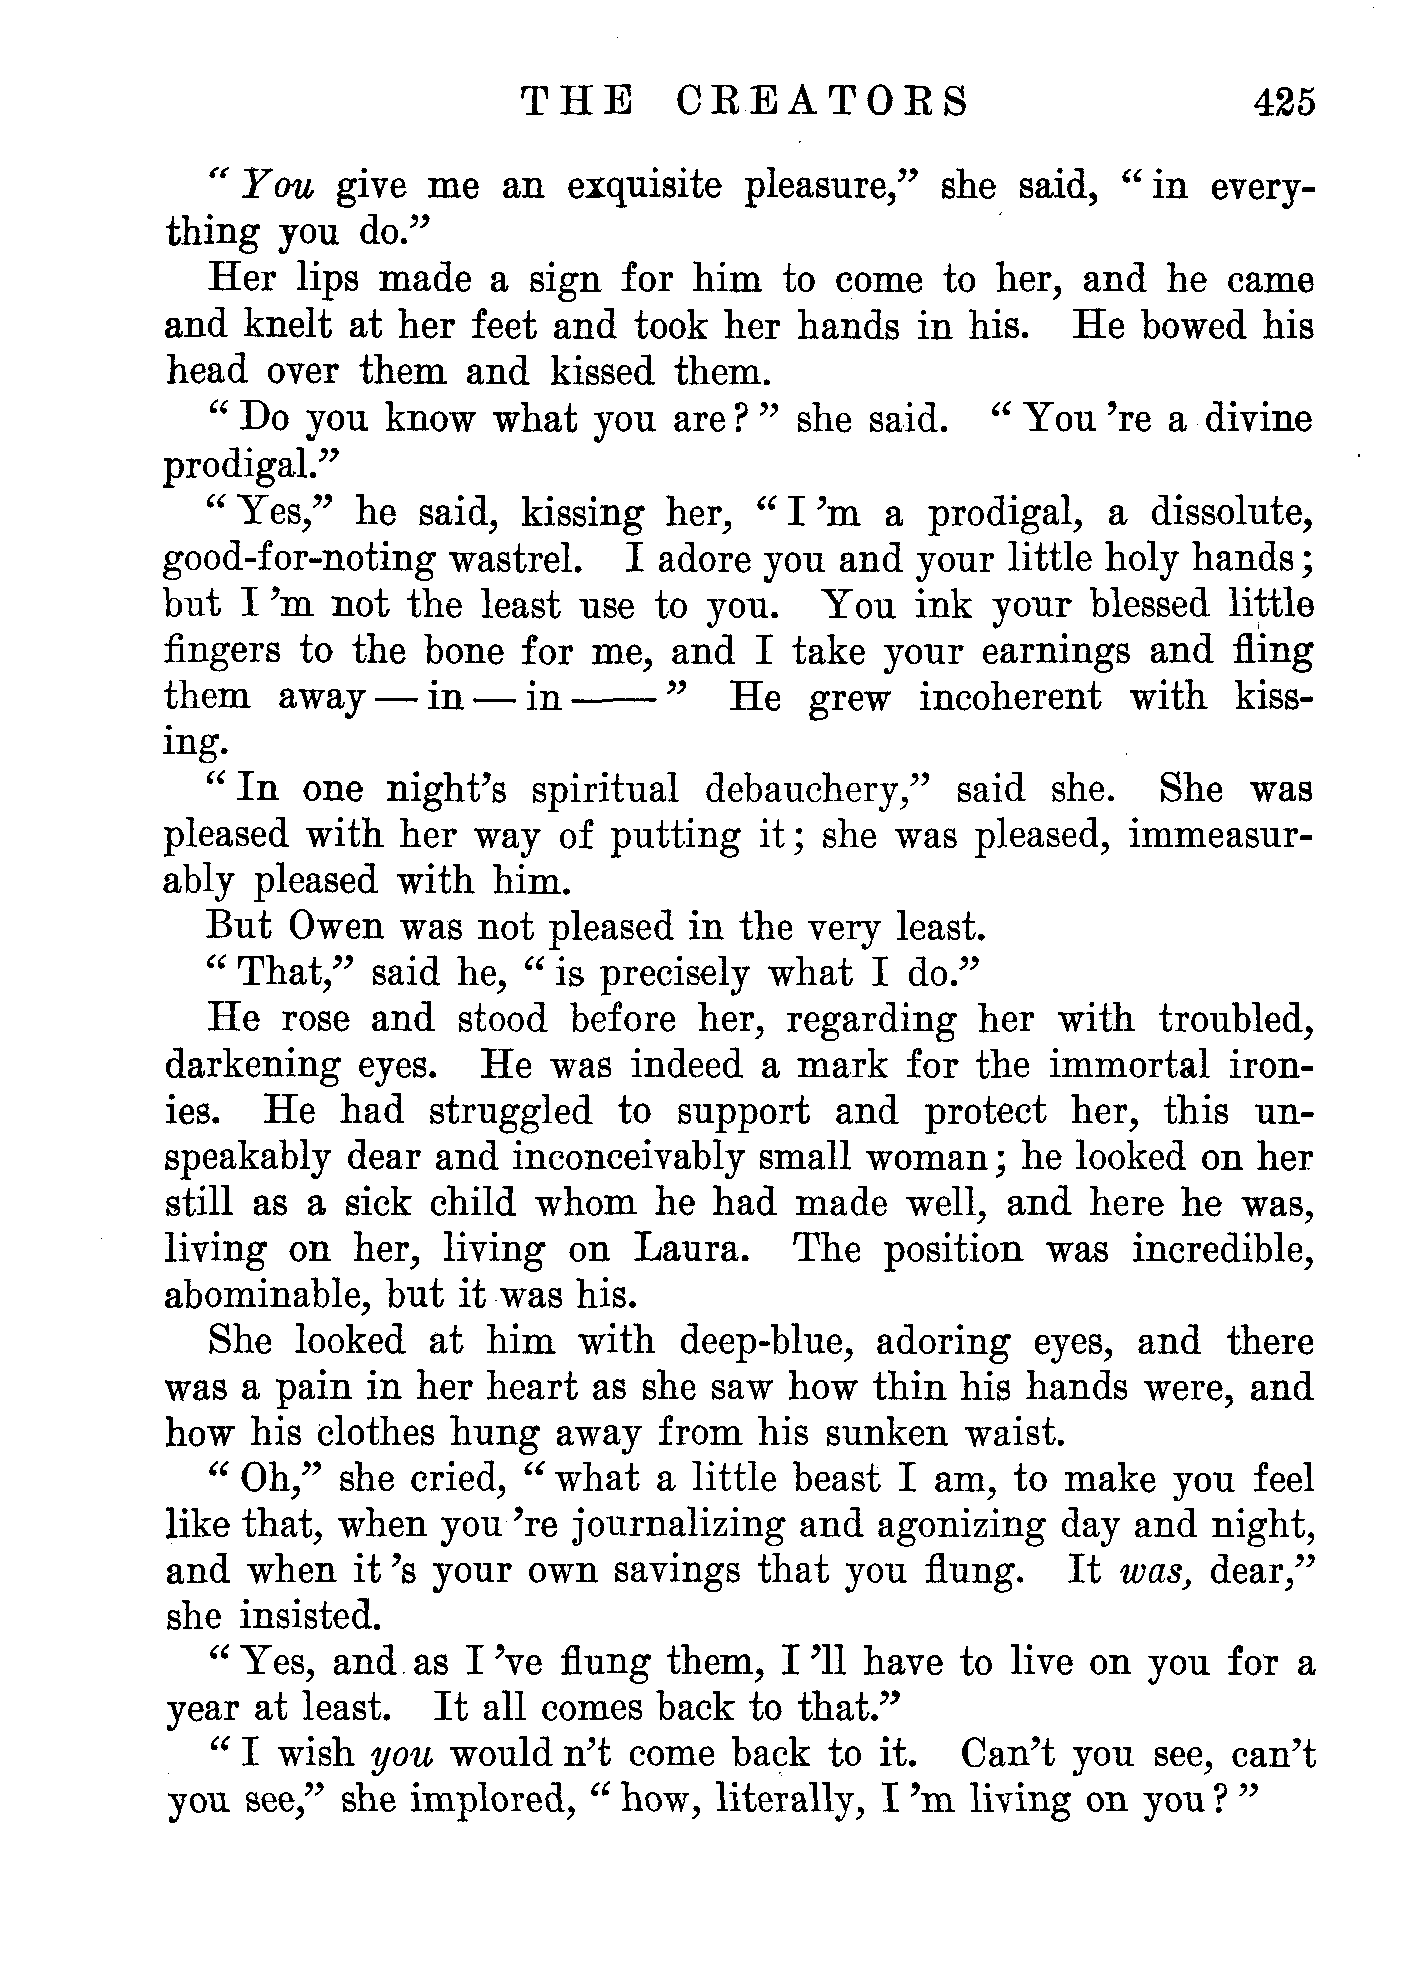 THE CREATORS 425
“ You give me an exquisite pleasure,” she said, “ in every-
thing you do.”
Her lips made a sign for him to come to her, and he came
and knelt at her feet and took her hands in his. He bowed his
head over them and kissed them.
“ Do you know what you are? ” she said. “ You 're a divine
prodigal.”
“ Yes,” he said, kissing her, “ I 'm a prodigal, a dissolute,
good-for-noting wastrel. I adore you and your little holy hands;
but I 'm not the least use to you. You ink your blessed little
fingers to the bone for me, and I take your earnings and fling
them away — in — in —— ” He grew incoherent with kiss-
ing.
“ In one night's spiritual debauchery,” said she. She was
pleased with her way of putting it; she was pleased, immeasur-
ably pleased with him.
But Owen was not pleased in the very least.
“ That,” said he, “ is precisely what I do.”
He rose and stood before her, regarding her with troubled,
darkening eyes. He was indeed a mark for the immortal iron-
ies. He had struggled to support and protect her, this un-
speakably dear and inconceivably small woman; he looked on her
still as a sick child whom he had made well, and here he was,
living on her, living on Laura. The position was incredible,
abominable, but it was his.
She looked at him with deep-blue, adoring eyes, and there
was a pain in her heart as she saw how thin his hands were, and
how his clothes hung away from his sunken waist.
“ Oh,” she cried, “ what a little beast I am, to make you feel
like that, when you 're journalizing and agonizing day and night,
and when it 's your own savings that you flung. It was, dear,”
she insisted.
“ Yes, and as I 've flung them, I 'll have to live on you for a
year at least. It all comes back to that.”
“ I wish you would n't come back to it. Can't you see, can't
you see,” she implored, “ how, literally, I 'm living on you? ”